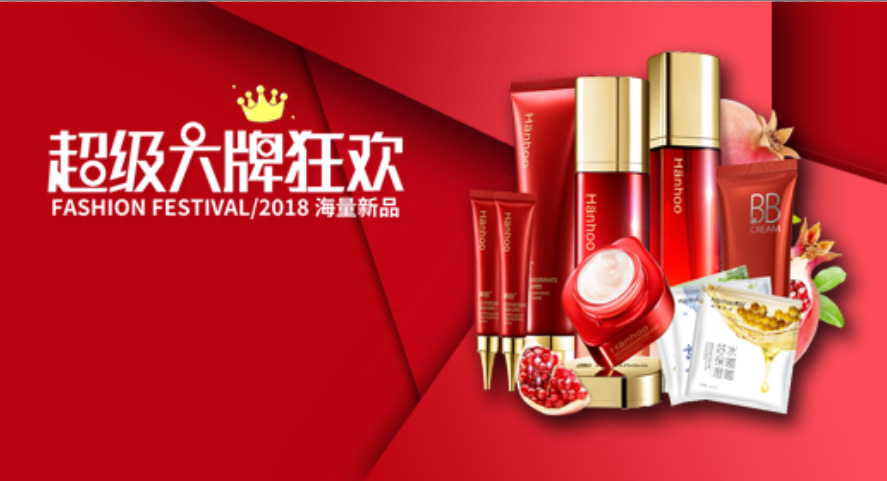 超级大牌狂欢
FASHION FESTIVAL/2018 海量新品
Hanhoo
Hanhoo
Hanhoo
Hanhoo
Hanhoo
Hanhoo
BB
CREAM